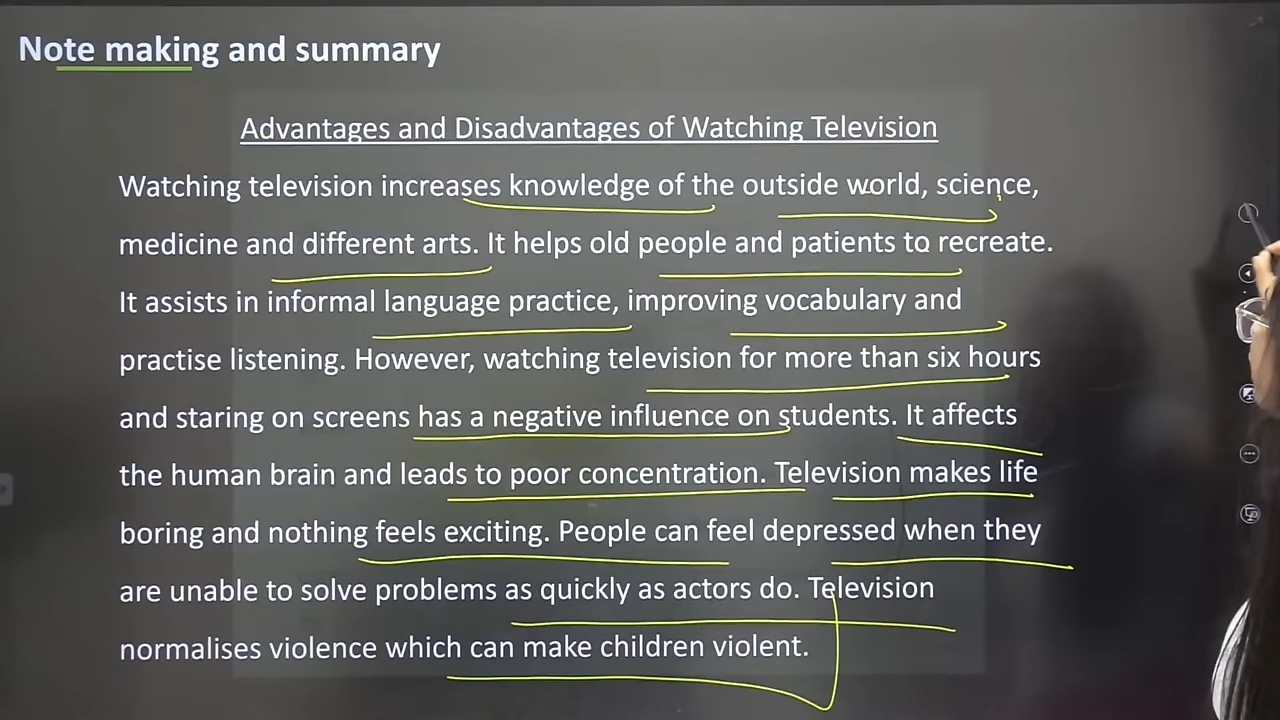 Note making and summary
Advantages and Disadvantages of Watching Television
Watching television increases knowledge of the outside world, science,
medicine and different arts. It helps old people and patients to recreate.
It assists in informal language practice, improving vocabulary and
practise listening. However, watching television for more than six hours
and staring on screens has a negative influence on students. It affects
the human brain and leads to poor concentration. Television makes life
boring and nothing feels exciting. People can feel depressed when they
are unable to solve problems as quickly as actors do. Television
normalises violence which can make children violent.